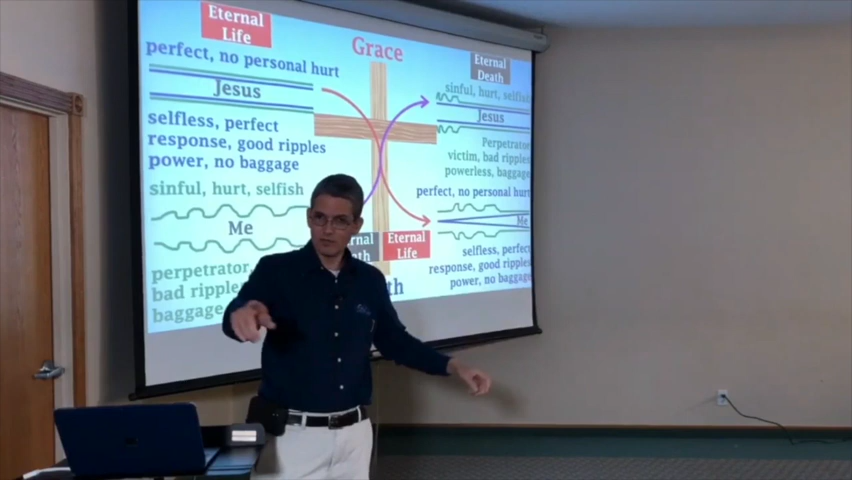 Eternal
Life
perfect, no personal hurt
Jesus
selfless, perfect
response, good ripples
power, no baggage
sinful, hurt, selfish
Me
perpetrator,
bad ripples
baggage
Grace
Eternal
Life
Eternal
Death
sinful, hurt, selfish
Jesus
Perpetrator
victim, bad ripples
powerless, baggage
perfect, no personal hurt
Me
selfless, perfect
response, good ripples
power, no baggage